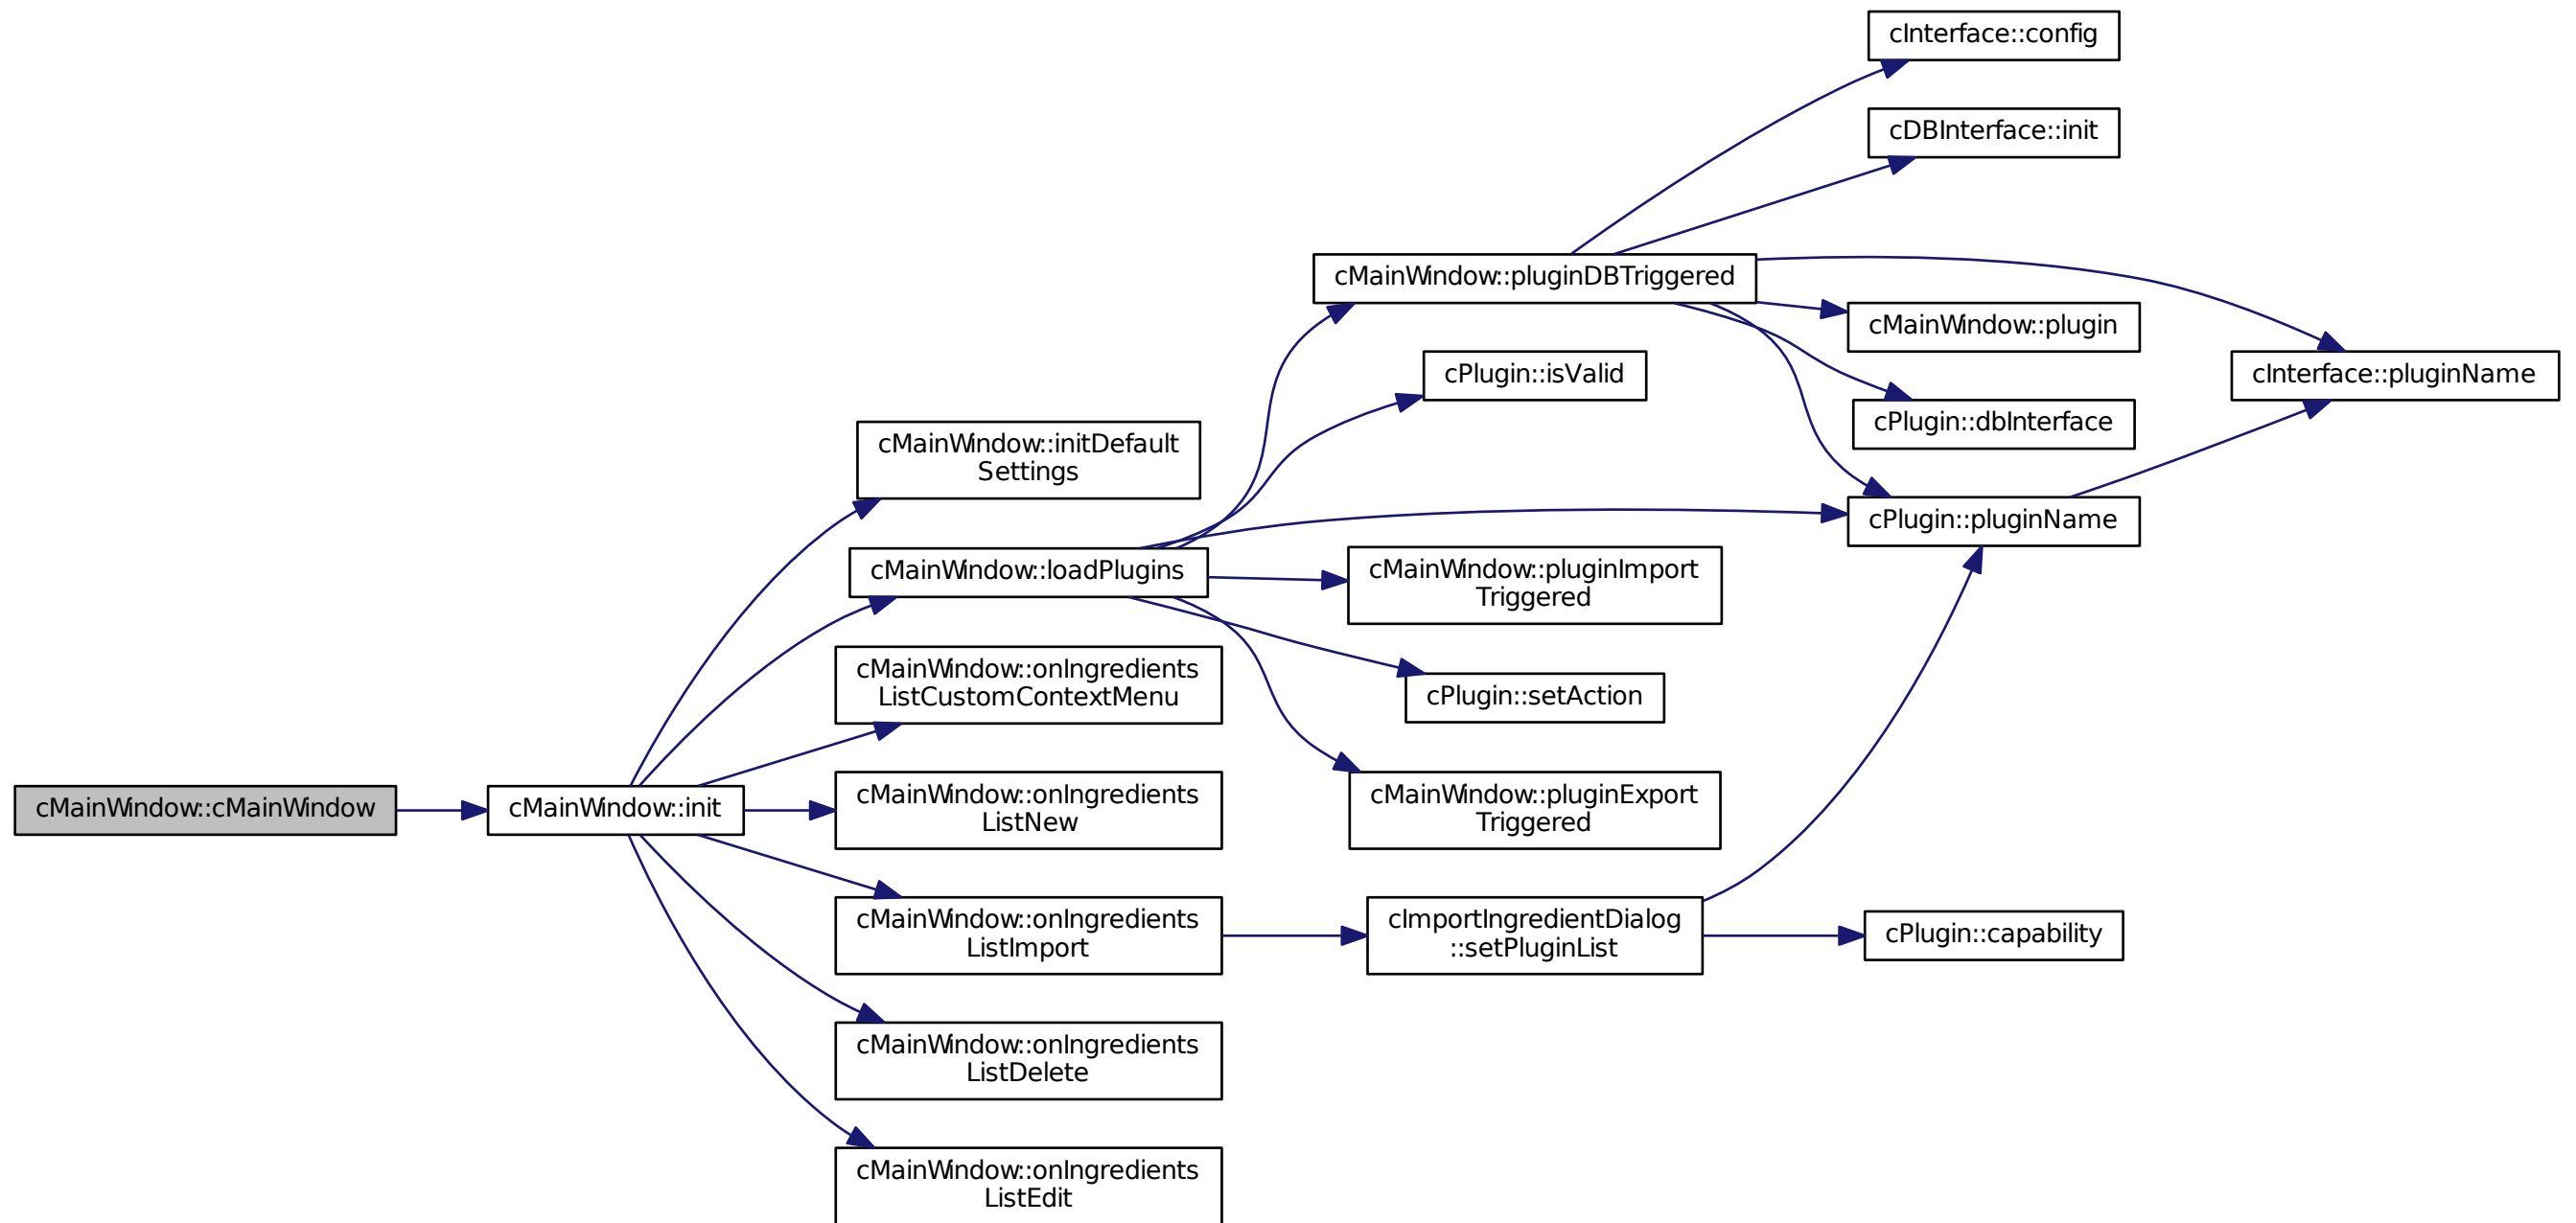 cInterface::config
cDBInterface::init
cMainWindow::pluginDBTriggered
cMainWindow::plugin
cPlugin::isValid
cInterface::pluginName
cPlugin::dbInterface
cMainWindow::initDefault
Settings
cPlugin::pluginName
cMainWindow::loadPlugins
cMainWindow::pluginImport
Triggered
cMainWindow::onIngredients
ListCustomContextMenu
cPlugin::setAction
cMainWindow::cMainWindow
cMainWindow::init
cMainWindow::onIngredients
ListNew
cMainWindow::pluginExport
Triggered
cMainWindow::onIngredients
ListImport
cImportIngredientDialog
::setPluginList
cPlugin::capability
cMainWindow::onIngredients
ListDelete
cMainWindow::onIngredients
ListEdit